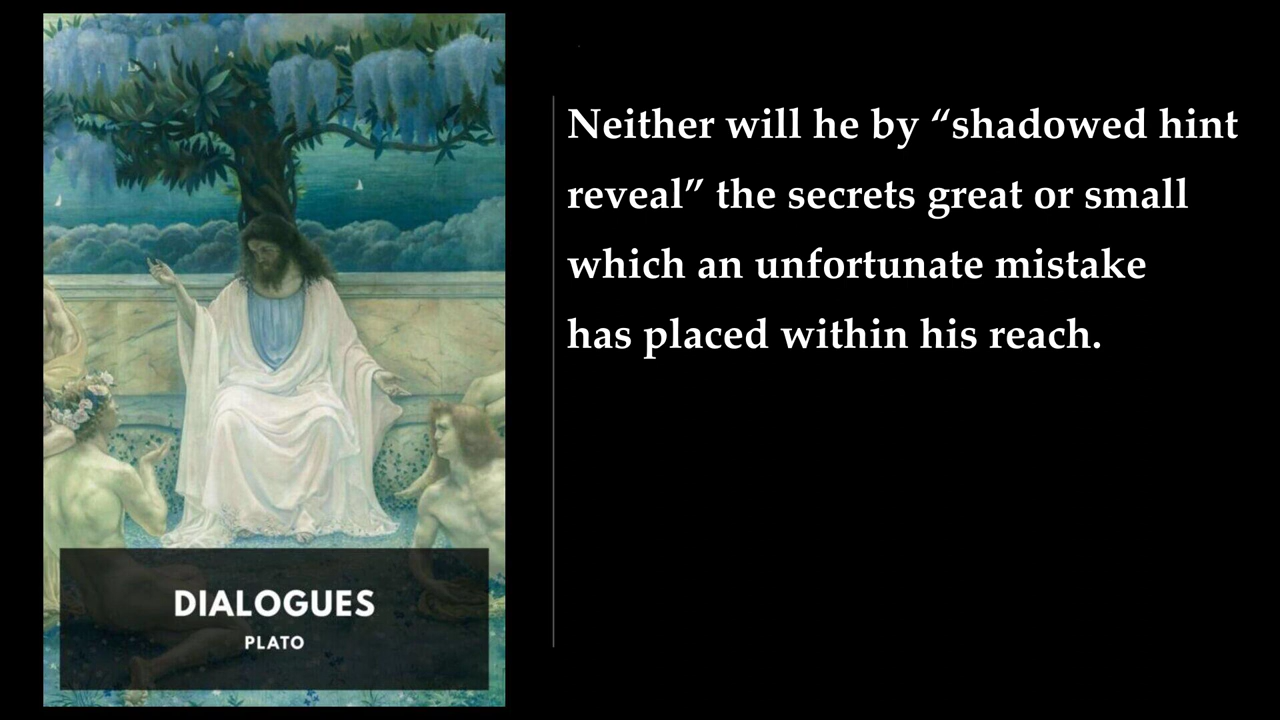 DIALOGUES
PLATO
Neither will he by “shadowed hint
reveal” the secrets great or small
which an unfortunate mistake
has placed within his reach.